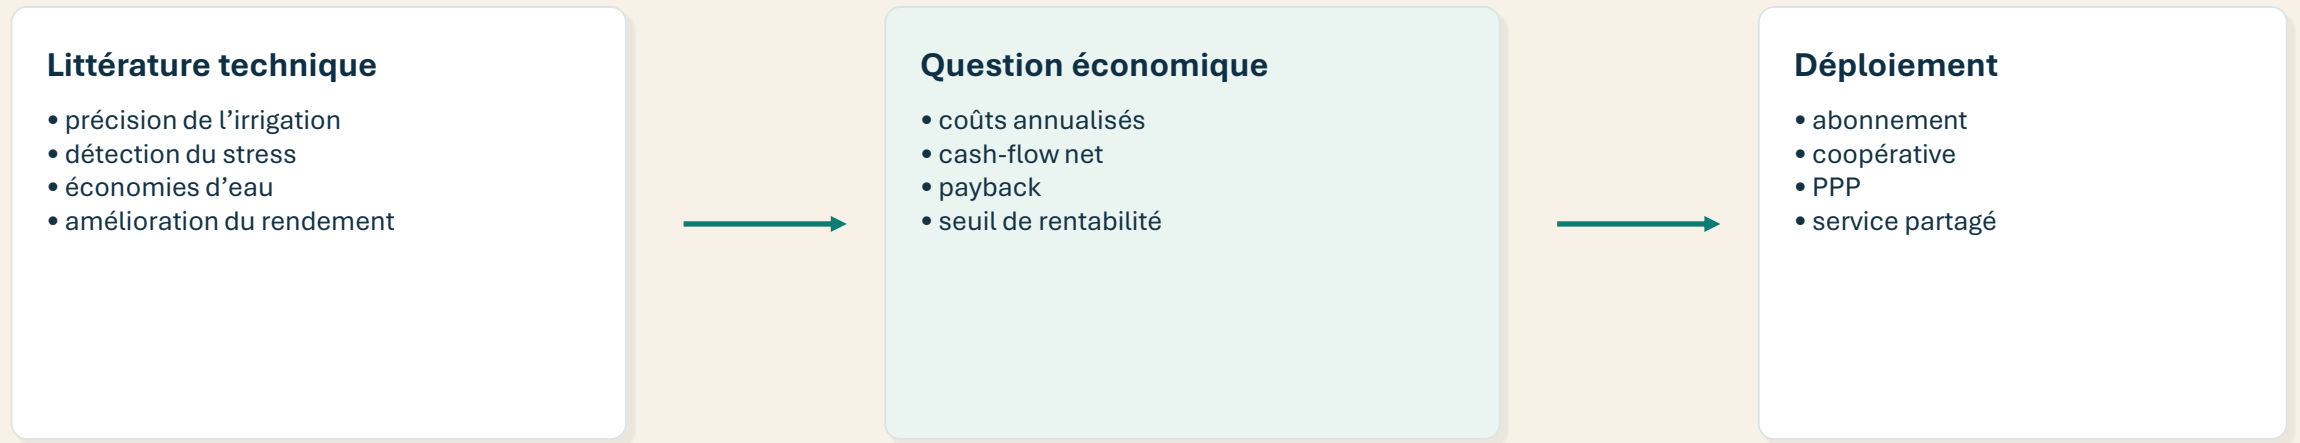 Littérature technique
• précision de l’irrigation
• détection du stress
• économies d’eau
• amélioration du rendement
Question économique
• coûts annualisés
• cash-flow net
• payback
• seuil de rentabilité
Déploiement
• abonnement
• coopérative
• PPP
• service partagé